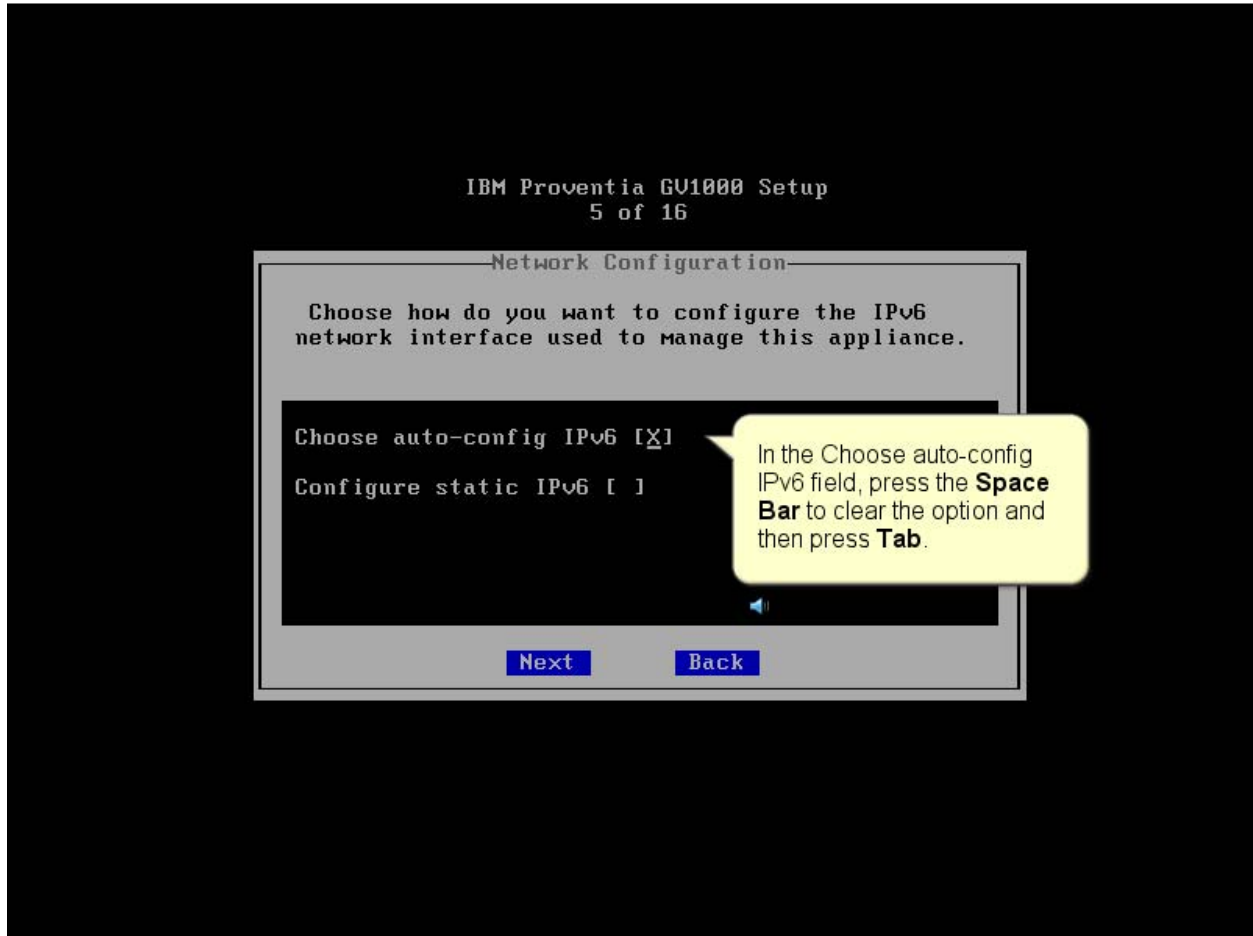 IBM Proventia GV1000 Setup
5 of 16
Network Configuration
Choose how do you want to configure the IPv6
network interface used to manage this appliance.
Choose auto-config IPv6 [X]
Configure static IPv6 [ ]
In the Choose auto-config
IPv6 field, press the Space
Bar to clear the option and
then press Tab.
Next Back